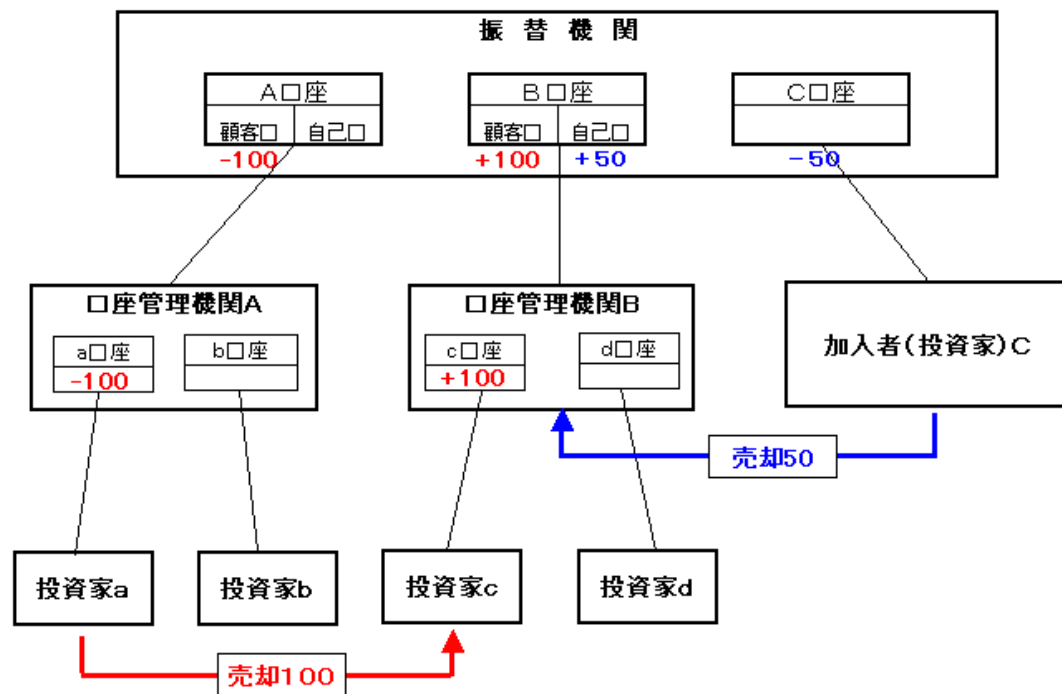 振 替 機 関
A口座
B口座
C口座
顧客口
自己口
顧客口
自己口
-100
+100
+50
-50
口座管理機関A
口座管理機関B
加入者(投資家)C
a口座
b口座
c口座
d口座
-100
+100
売却50
投資家a
投資家b
投資家c
投資家d
売却100